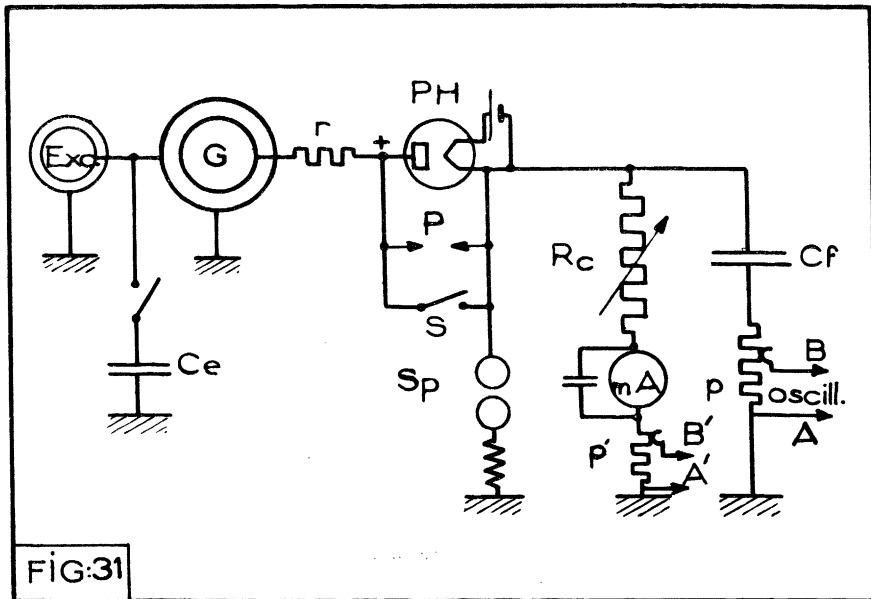 PH
r
+
Exc.
G
P
Rc
Cf
S
Ce
Sp
mA
B
p
oscill.
A
B'
p'
A'
FiG:31